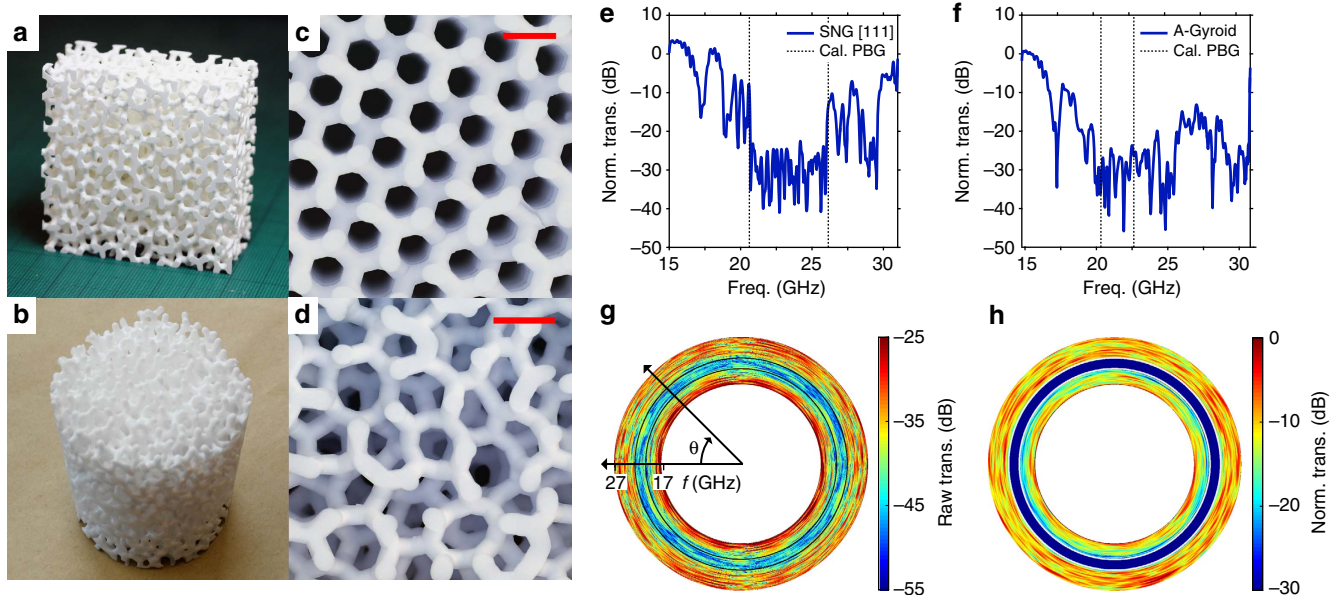 a
b
c
d
e
10
0
–10
–20
–30
–40
–50
Norm. trans. (dB)
SNG [111]
Cal. PBG
15
20
25
30
Freq. (GHz)
f
10
0
–10
–20
–30
–40
–50
Norm. trans. (dB)
A-Gyroid
Cal. PBG
15
20
25
30
Freq. (GHz)
g
θ
27
17
f (GHz)
–25
–35
–45
–55
Raw trans. (dB)
h
0
–10
–20
–30
Norm. trans. (dB)